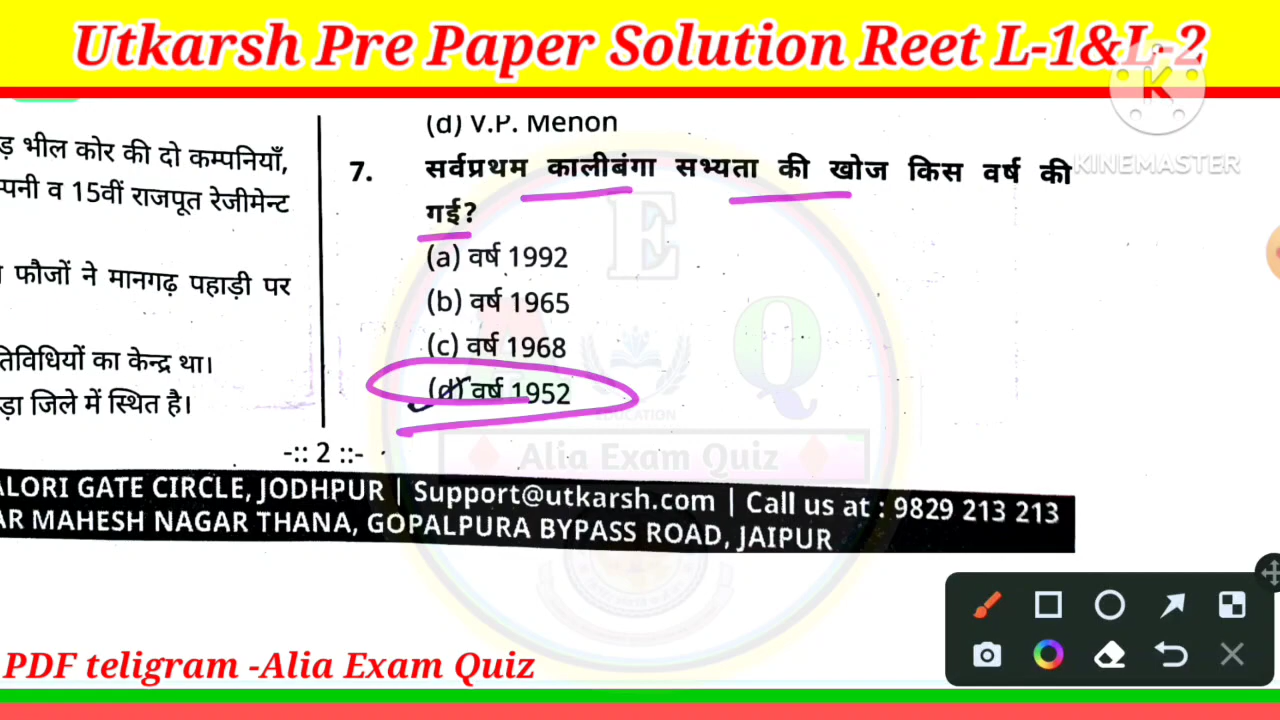 Utkarsh Pre Paper Solution Reet L-1&L-2
K
KINEMASTER
ड़ भील कोर की दो कम्पनियाँ,
म्पनी व 15वीं राजपूत रेजीमेन्ट
फौजों ने मानगढ़ पहाड़ी पर
तिविधियों का केन्द्र था।
ड़ा जिले में स्थित है।
(d) V.P. Menon
7. सर्वप्रथम कालीबंगा सभ्यता की खोज किस वर्ष की
गई?
(a) वर्ष 1992
(b) वर्ष 1965
(c) वर्ष 1968
(d) वर्ष 1952
E
A
Q
EDUCATION
Alia Exam Quiz
-:: 2 ::-
ALORI GATE CIRCLE, JODHPUR | Support@utkarsh.com | Call us at : 9829 213 213
AR MAHESH NAGAR THANA, GOPALPURA BYPASS ROAD, JAIPUR
PDF teligram -Alia Exam Quiz